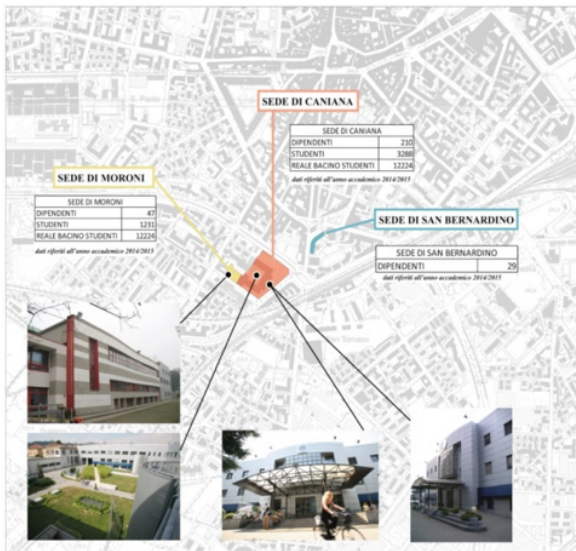 SEDE DI CANIANA
SEDE DI CANIANA
DIPENDENTI 210
STUDENTI 3288
REALE BACINO STUDENTI 12224
dati riferiti all'anno accademico 2014/2015
SEDE DI MORONI
SEDE DI MORONI
DIPENDENTI 47
STUDENTI 1231
REALE BACINO STUDENTI 12224
dati riferiti all'anno accademico 2014/2015
SEDE DI SAN BERNARDINO
SEDE DI SAN BERNARDINO
DIPENDENTI 29
dati riferiti all'anno accademico 2014/2015